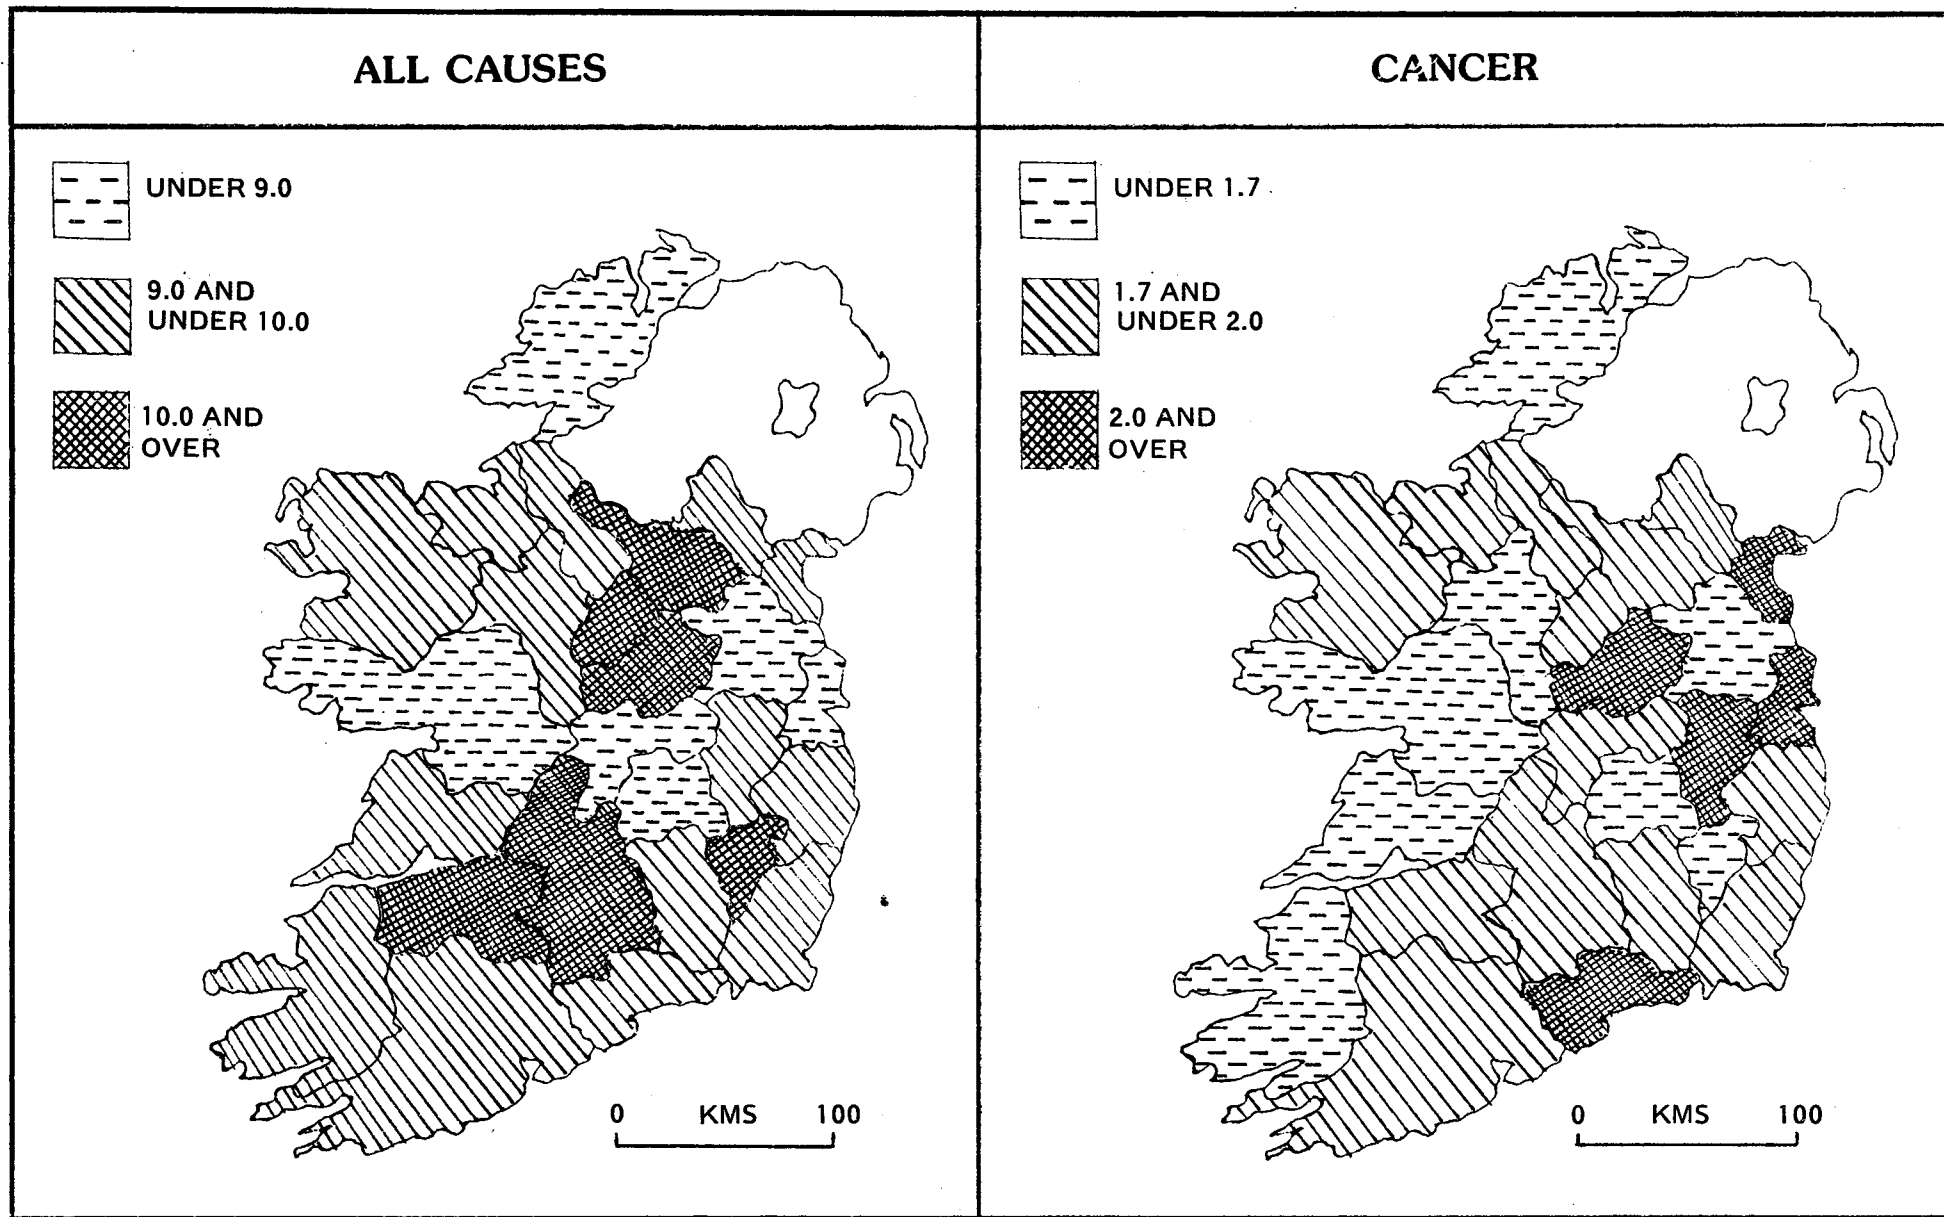 ALL CAUSES
UNDER 9.0
9.0 AND
UNDER 10.0
10.0 AND
OVER
0 KMS 100
CANCER
UNDER 1.7
1.7 AND
UNDER 2.0
2.0 AND
OVER
0 KMS 100